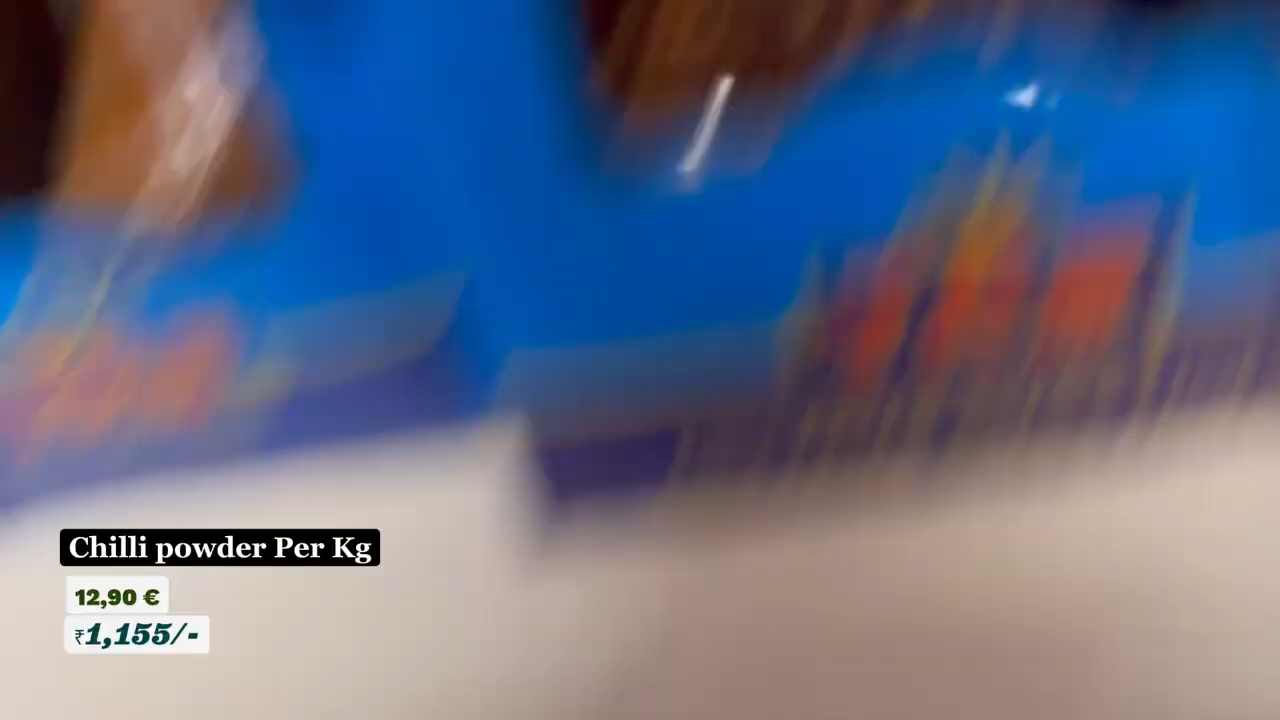 Chilli powder Per Kg
12,90 €
₹1,155/-